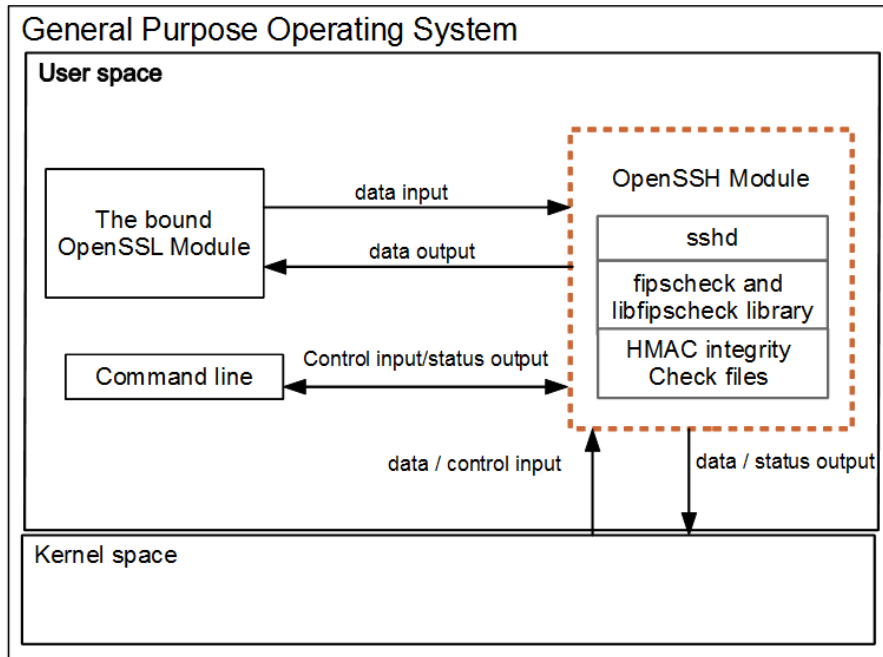 General Purpose Operating System
User space
The bound
OpenSSL Module
data input
data output
OpenSSH Module
sshd
fipscheck and
libfipscheck library
HMAC integrity
Check files
Command line
Control input/status output
data / control input
data / status output
Kernel space